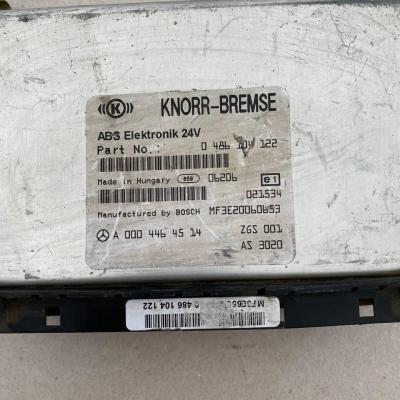 ((K)) KNORR-BREMSE
ABS Elektronik 24V
Part No.: 0 486 104 122
Made in Hungary 050 06206 e1
021534
Manufactured by BOSCH MF3E20060653
A 000 446 45 14 ZGS 001
AS 3020
0 486 104 122